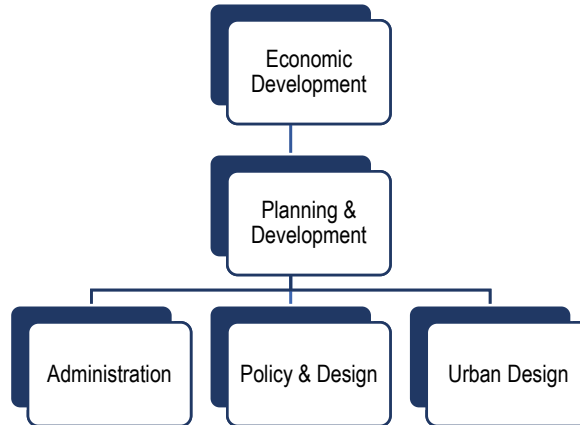 Economic
Development
Planning &
Development
Administration
Policy & Design
Urban Design